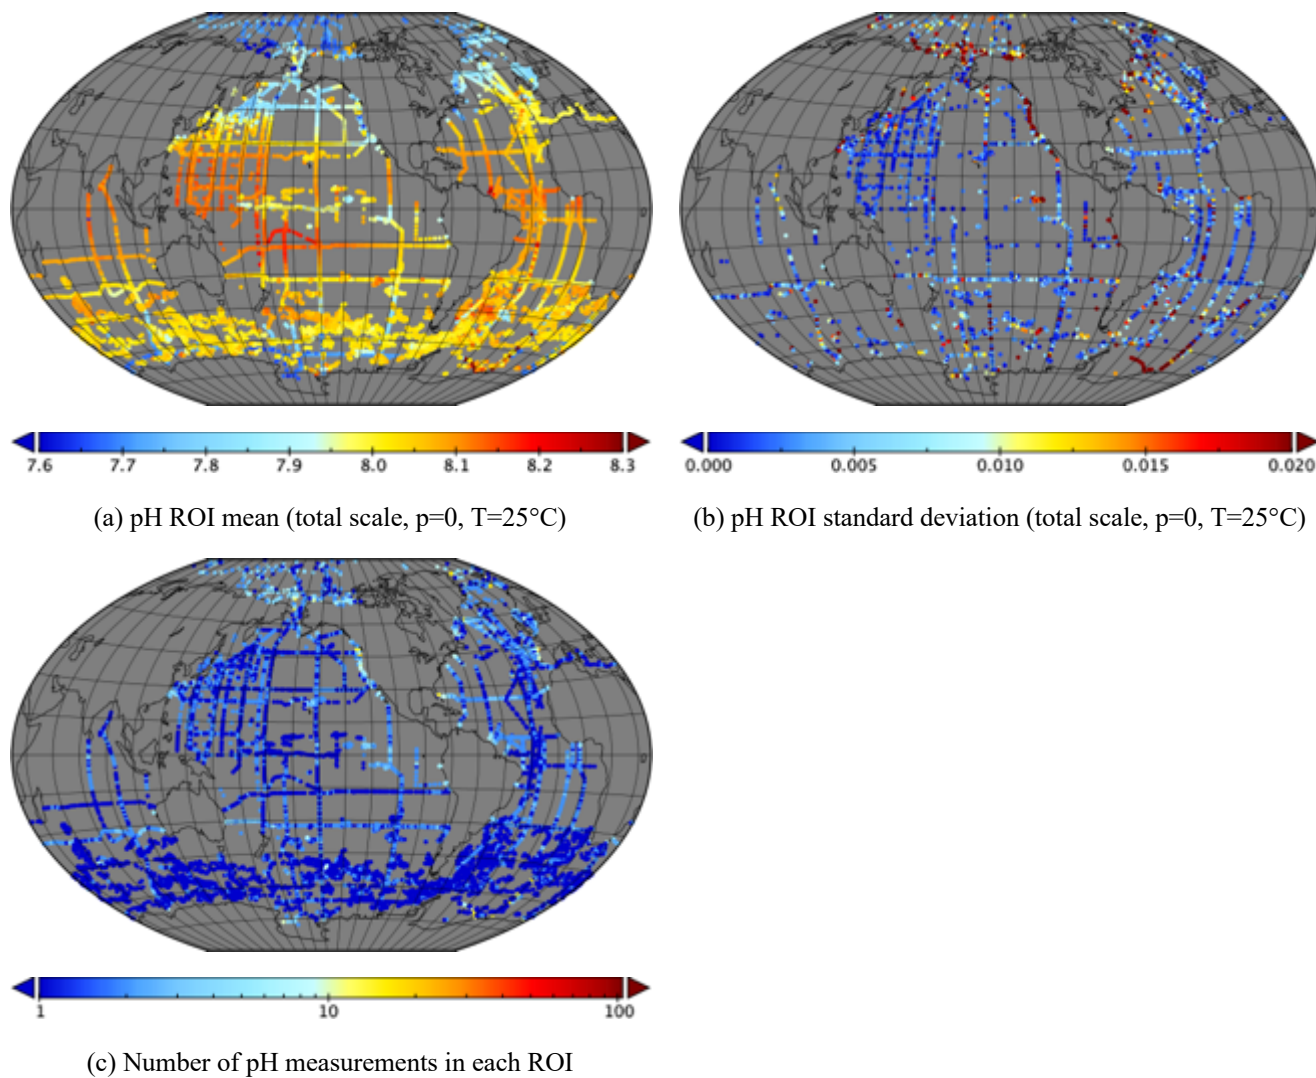 7.6 7.7 7.8 7.9 8.0 8.1 8.2 8.3
(a) pH ROI mean (total scale, p=0, T=25°C)
0.000 0.005 0.010 0.015 0.020
(b) pH ROI standard deviation (total scale, p=0, T=25°C)
1 10 100
(c) Number of pH measurements in each ROI